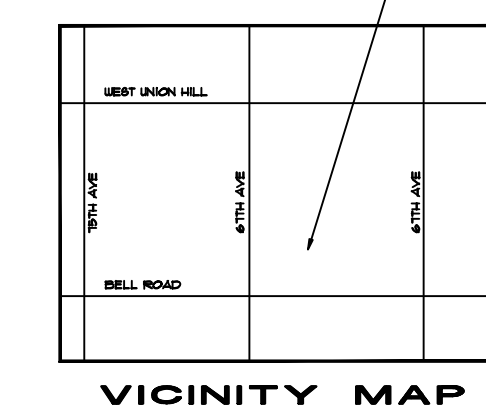 WEST UNION HILL
75TH AVE
67TH AVE
67TH AVE
BELL ROAD
VICINITY MAP